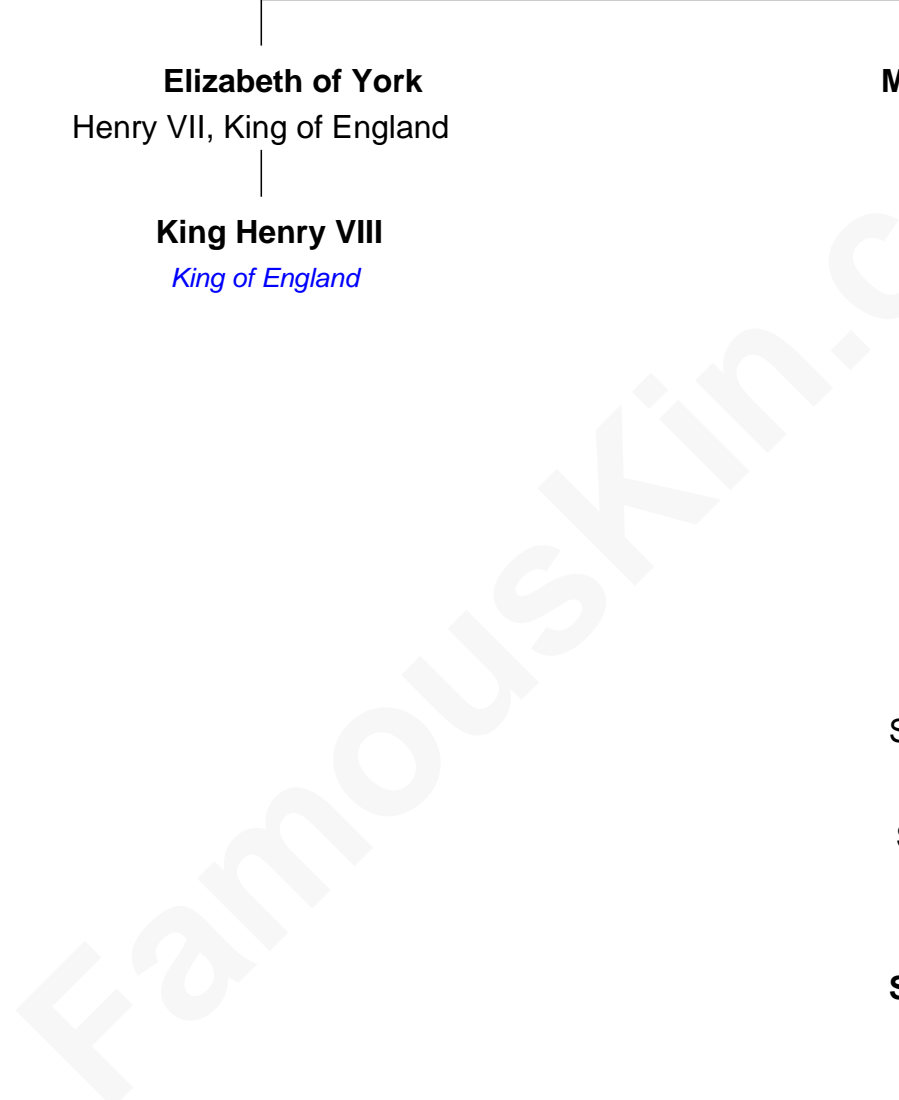 Elizabeth of York
M
Henry VII, King of England
King Henry VIII
King of England
S
S
S
FamousKin.c